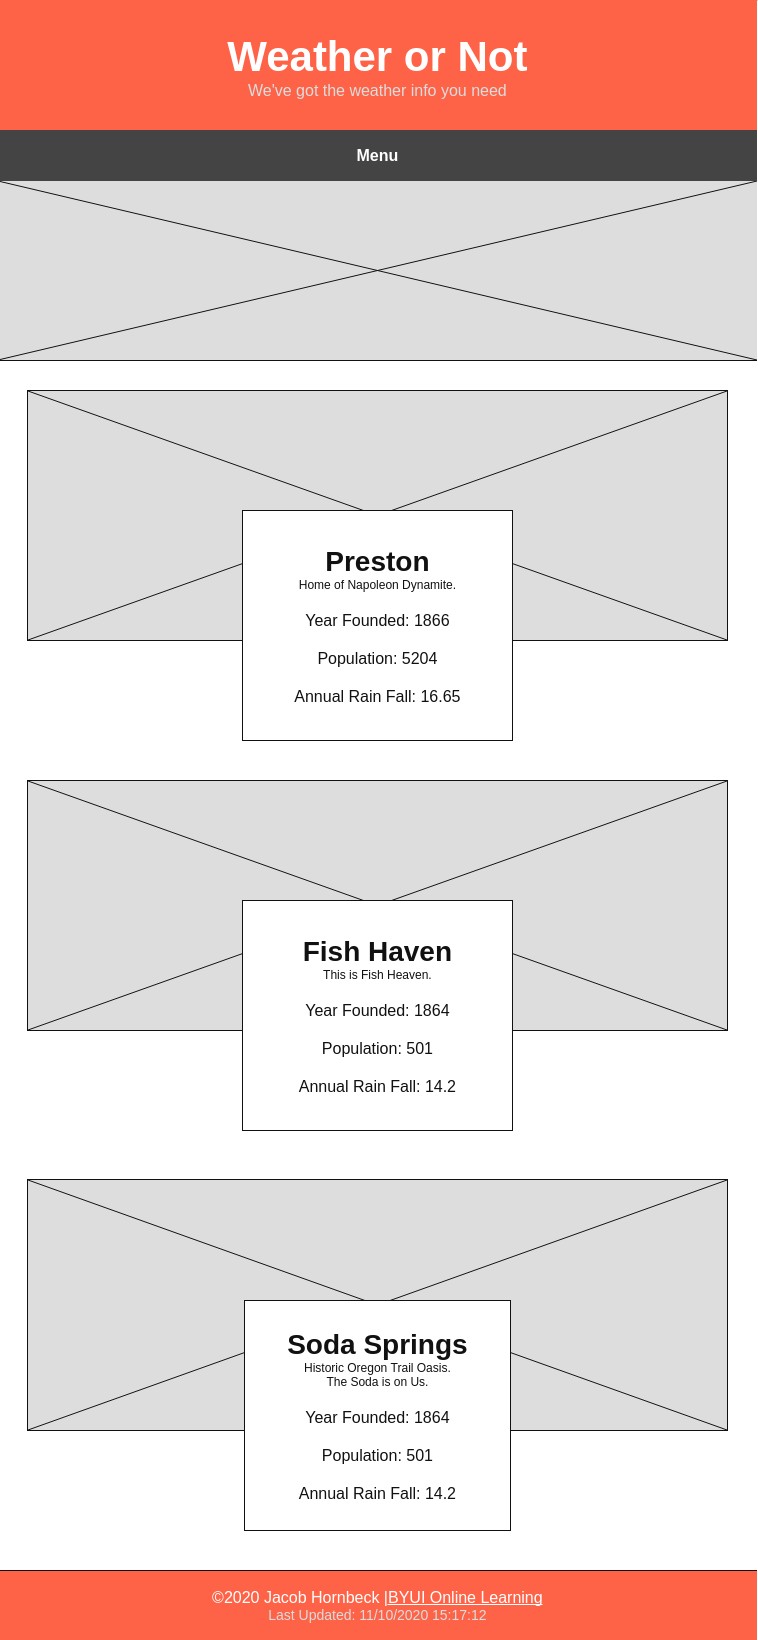 Weather or Not
We've got the weather info you need
Menu
Preston
Home of Napoleon Dynamite.
Year Founded: 1866
Population: 5204
Annual Rain Fall: 16.65
Fish Haven
This is Fish Heaven.
Year Founded: 1864
Population: 501
Annual Rain Fall: 14.2
Soda Springs
Historic Oregon Trail Oasis.
The Soda is on Us.
Year Founded: 1864
Population: 501
Annual Rain Fall: 14.2
©2020 Jacob Hornbeck |BYUI Online Learning
Last Updated: 11/10/2020 15:17:12